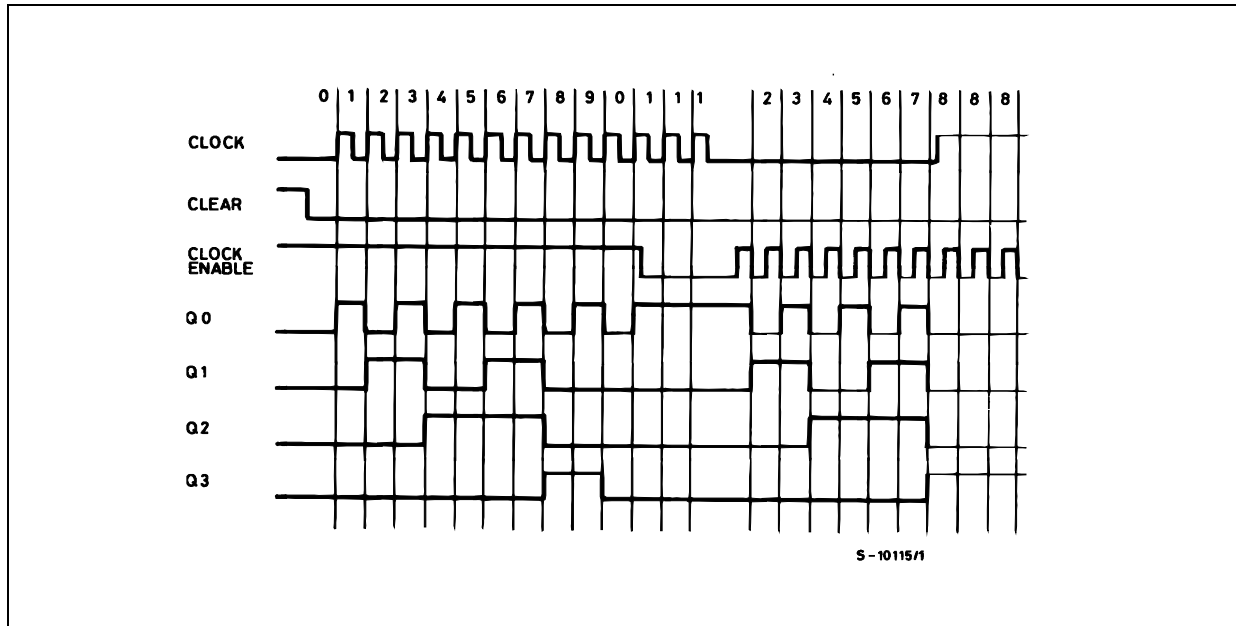 0 1 2 3 4 5 6 7 8 9 0 1 1 1 2 3 4 5 6 7 8 8 8
CLOCK
CLEAR
CLOCK
ENABLE
Q0
Q1
Q2
Q3
S-10115/1